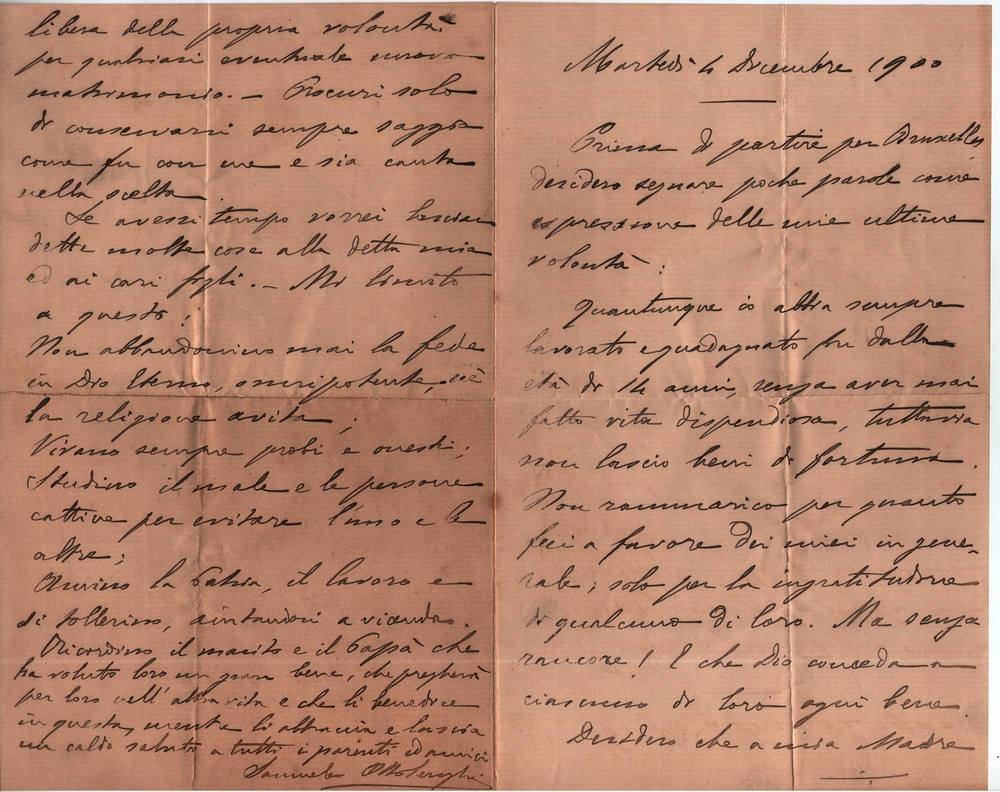 Martedì 4 Dicembre 1900
Prima di partire per Bruxelles
desidero segnare poche parole come
espressione delle mie ultime
volontà:
Quantunque io abbia sempre
lavorato e guadagnato fin dalla
età di 14 anni, senza aver mai
fatto vita dispendiosa, tuttavia
non lascio beni di fortuna.
Non rammarico per quanto
feci a favore dei miei in gene-
rale; solo per la ingratitudine
di qualcuno di loro. Ma senza
rancore! E che Dio conceda a
ciascuno di loro ogni bene.
Desidero che a mia Madre
libera della propria volontà
per qualsiasi eventuale nuovo
matrimonio. – Procuri solo
di conservarsi sempre saggia
come fu con me e sia cauta
nella scelta.
Se avessi tempo vorrei lasciar
dette molte cose alla detta mia
ed ai cari figli. – Mi limito
a questo:
Non abbandonino mai la fede
in Dio Eterno, onnipotente, cioè
la religione avita;
Vivano sempre probi e onesti;
Studino il male e le persone
cattive per evitare l'uno e le
altre;
Amino la Patria, il lavoro e
si tollerino, aiutandosi a vicenda.
Ricordino il marito e il Papà che
ha voluto loro un gran bene, che pregherà
per loro nell'altra vita e che li benedice
in questa, mentre li abbraccia e lascia
un caldo saluto a tutti i parenti ed amici
Samuele Ottolenghi